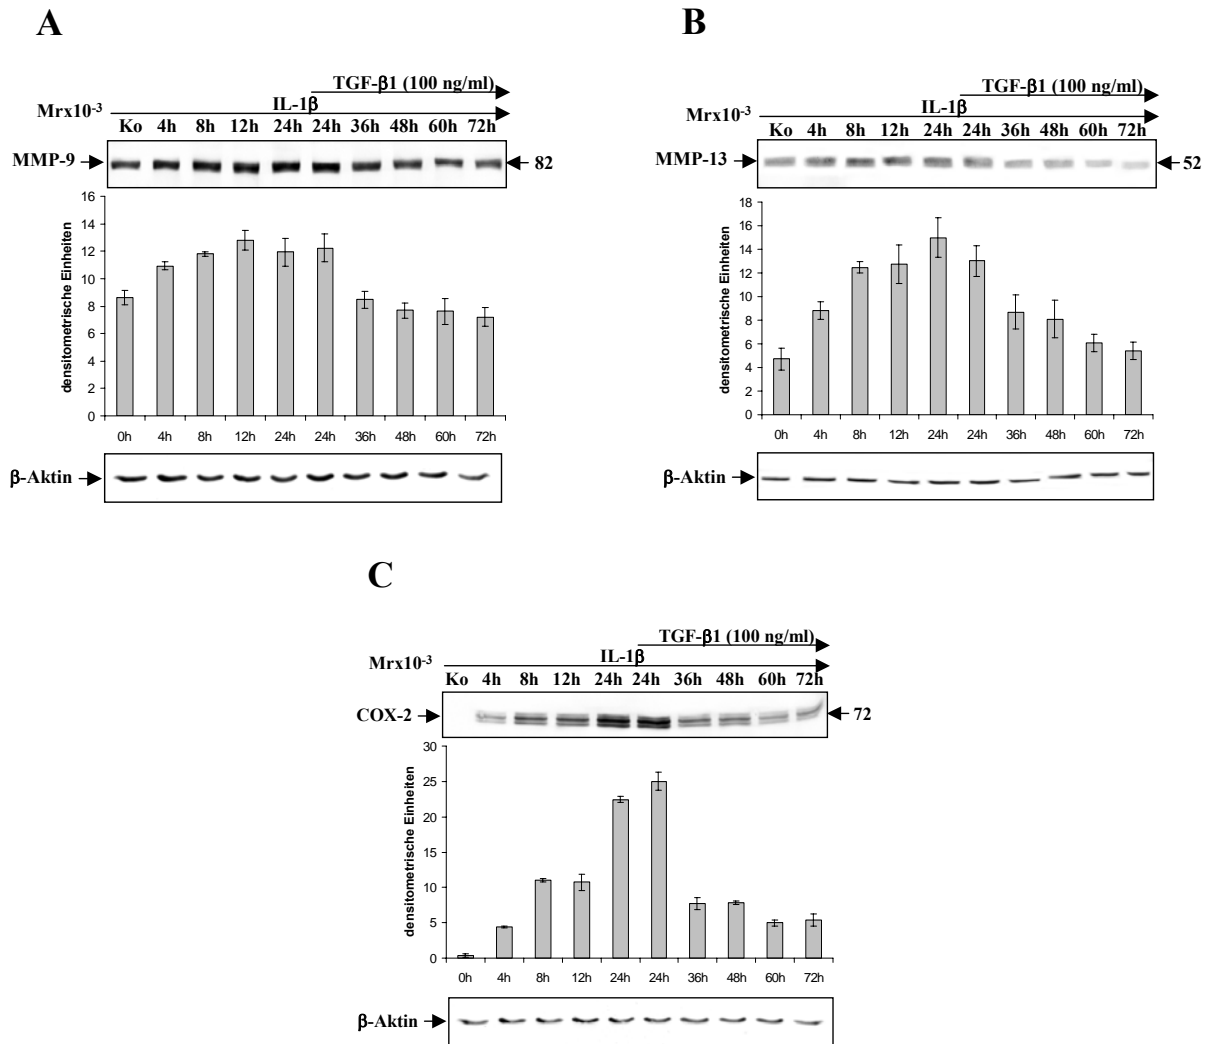 A
TGF-β1 (100 ng/ml)
IL-1β
Mrx10-3
Ko 4h 8h 12h 24h 24h 36h 48h 60h 72h
MMP-9
82
16
14
12
10
8
6
4
2
0
densitometrische Einheiten
0h 4h 8h 12h 24h 24h 36h 48h 60h 72h
β-Aktin
B
TGF-β1 (100 ng/ml)
IL-1β
Mrx10-3
Ko 4h 8h 12h 24h 24h 36h 48h 60h 72h
MMP-13
52
18
16
14
12
10
8
6
4
2
0
densitometrische Einheiten
0h 4h 8h 12h 24h 24h 36h 48h 60h 72h
β-Aktin
C
TGF-β1 (100 ng/ml)
IL-1β
Mrx10-3
Ko 4h 8h 12h 24h 24h 36h 48h 60h 72h
COX-2
72
30
25
20
15
10
5
0
densitometrische Einheiten
0h 4h 8h 12h 24h 24h 36h 48h 60h 72h
β-Aktin